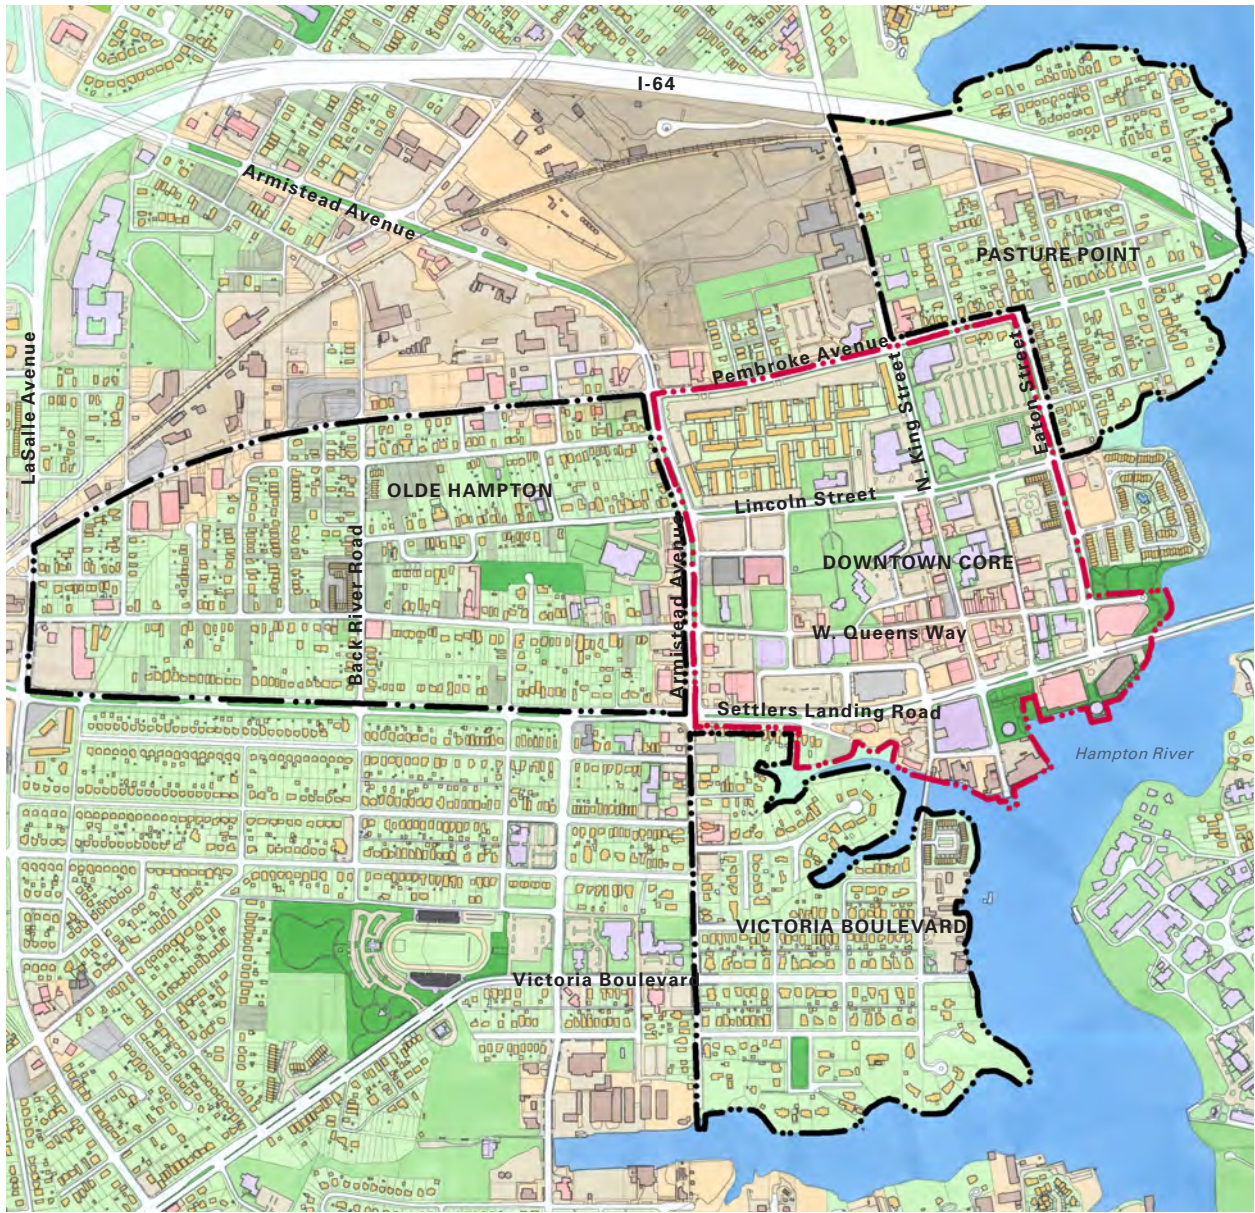 I-64
Armistead Avenue
PASTURE POINT
LaSalle Avenue
Pembroke Avenue
N. King Street
Eaton Street
OLDE HAMPTON
Lincoln Street
Back River Road
Armistead Avenue
DOWNTOWN CORE
W. Queens Way
Settlers Landing Road
Hampton River
VICTORIA BOULEVARD
Victoria Boulevard